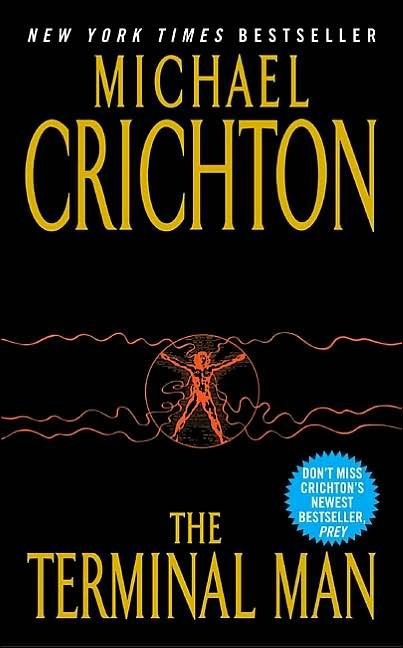 NEW YORK TIMES BESTSELLER
MICHAEL
CRICHTON
DON'T MISS
CRICHTON'S
NEWEST
BESTSELLER,
PREY
THE
TERMINAL MAN